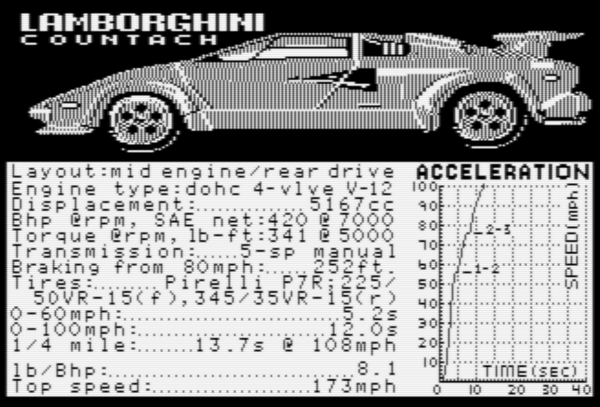 LAMBORGHINI
COUNTACH
Layout:mid engine/rear drive
Engine type:dohc 4-vlve V-12
Displacement:..........5167cc
Bhp @rpm, SAE net:420 @ 7000
Torque @rpm, lb-ft:341 @ 5000
Transmission:.....5-sp manual
Braking from 80mph:.....252ft.
Tires:....... Pirelli P7R;225/
50VR-15(f),345/35VR-15(r)
0-60mph:....................5.2s
0-100mph:..................12.0s
1/4 mile:......13.7s @ 108mph
lb/Bhp:......................8.1
Top speed:...............173mph
ACCELERATION
100
90
80
70
60
50
40
30
20
10
SPEED(mph)
2-3
1-2
TIME(SEC)
0 10 20 30 40